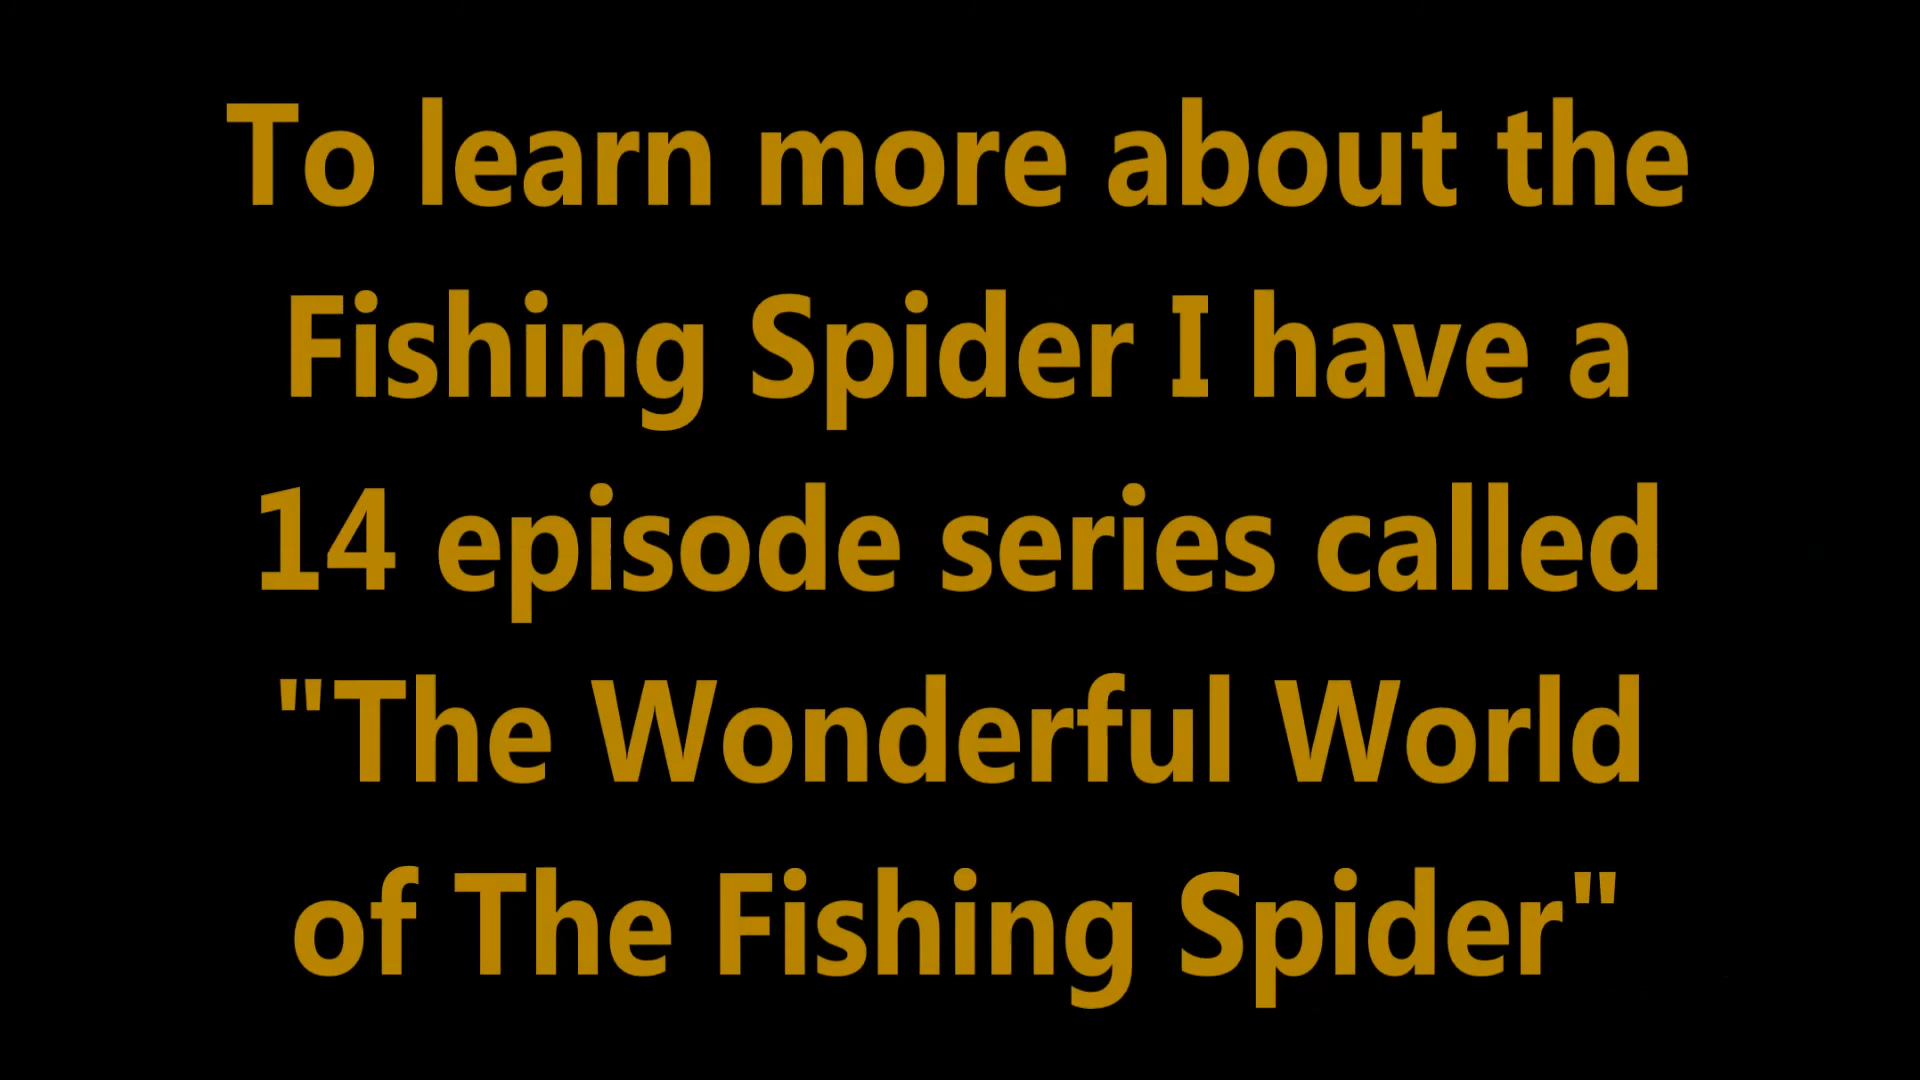 To learn more about the
Fishing Spider I have a
14 episode series called
"The Wonderful World
of The Fishing Spider"